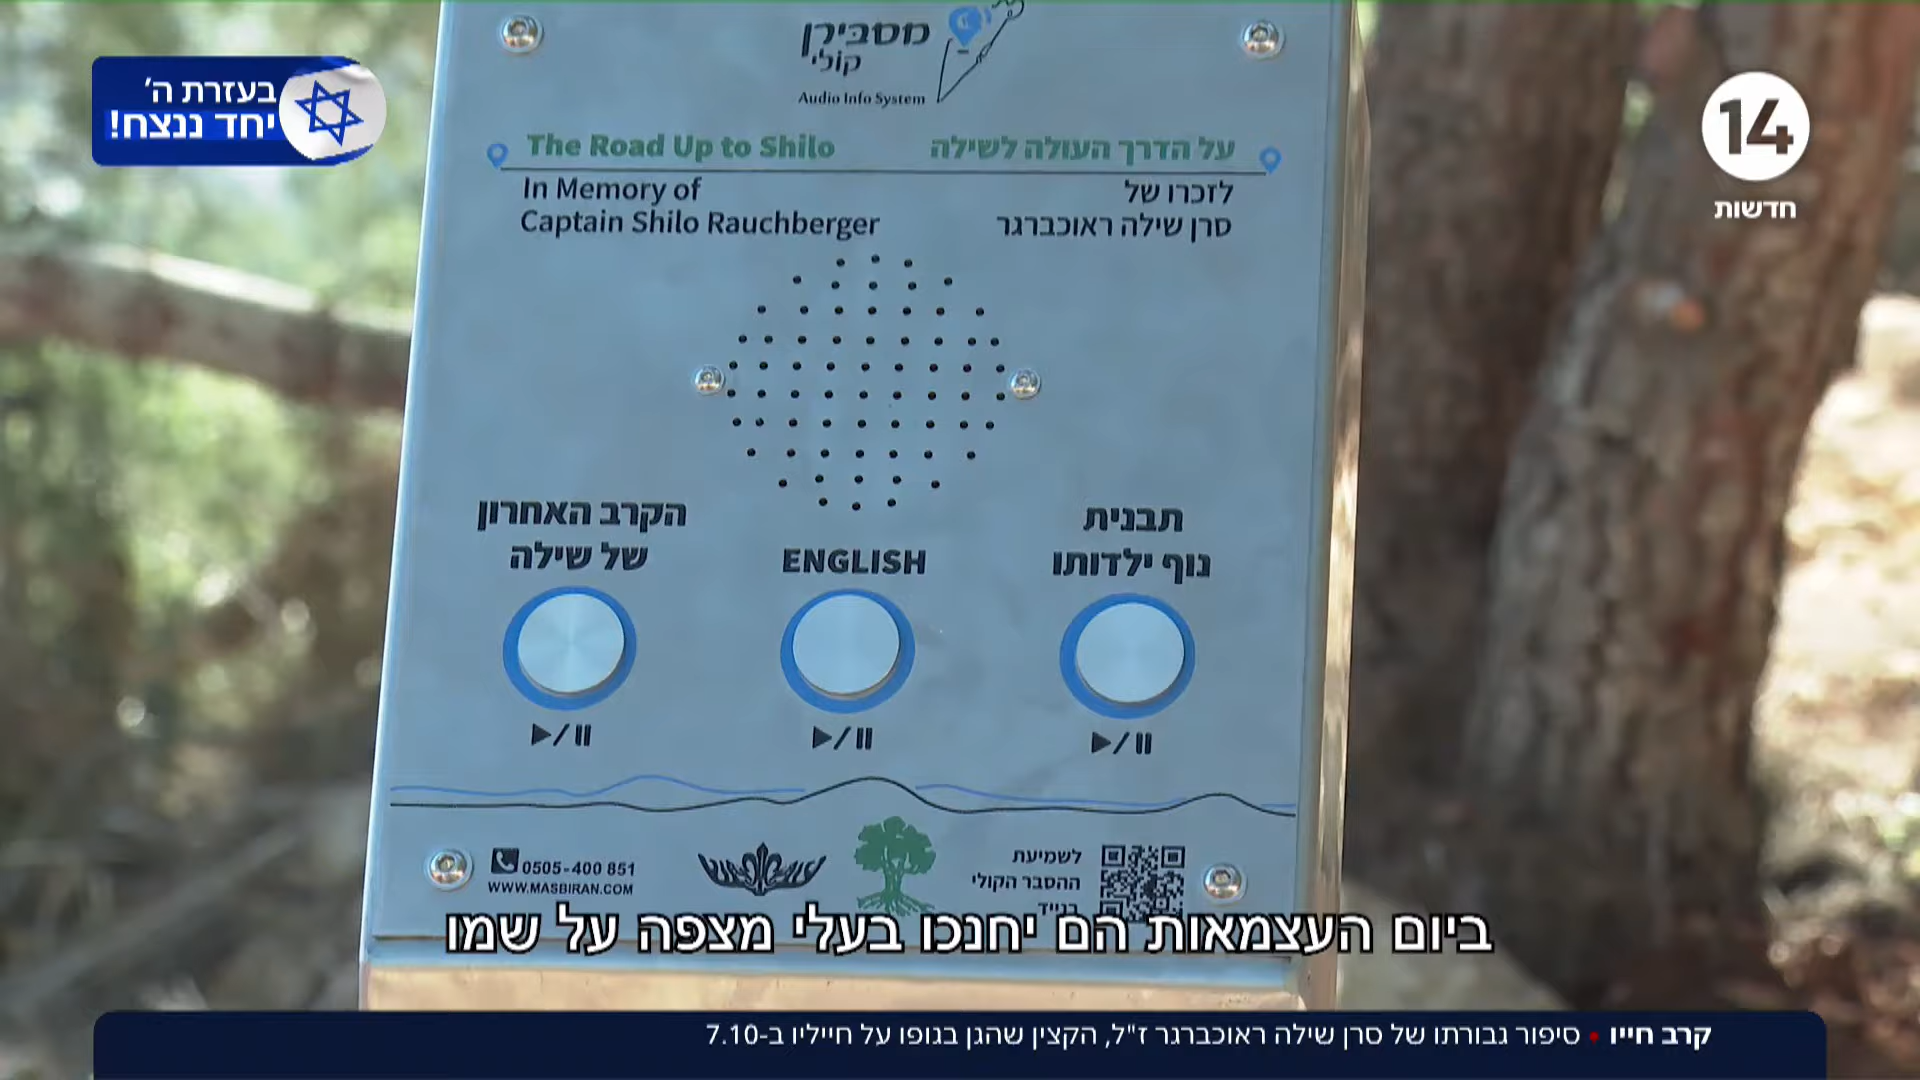 בעזרת ה׳
יחד ננצח!
14
חדשות
מסבירן
קולי
Audio Info System
The Road Up to Shilo
על הדרך העולה לשילה
In Memory of
Captain Shilo Rauchberger
לזכרו של
סרן שילה ראוכברגר
הקרב האחרון
של שילה
ENGLISH
תבנית
נוף ילדותו
0505-400 851
WWW.MASBIRAN.COM
לשמיעת
ההסבר הקולי
בנייד
ביום העצמאות הם יחנכו בעלי מצפה על שמו
קרב חייו • סיפור גבורתו של סרן שילה ראוכברגר ז"ל, הקצין שהגן בגופו על חייליו ב-7.10